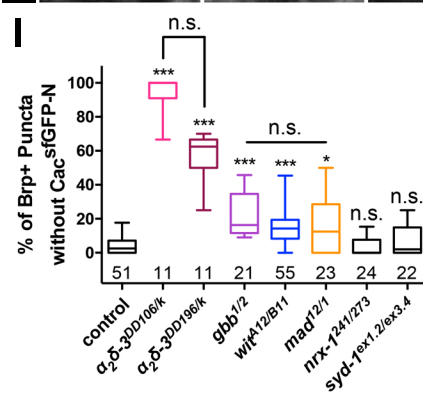 I
n.s.
% of Brp+ Puncta
without Cac^sfGFP-N
100
80
60
40
20
0
***
***
n.s.
***
***
*
n.s.
n.s.
51 11 11 21 55 23 24 22
control
α₂δ-3^DD106/k
α₂δ-3^DD196/k
gbb^1/2
wit^A12/B11
mad^12/1
nrx-1^241/273
syd-1^ex1.2/ex3.4